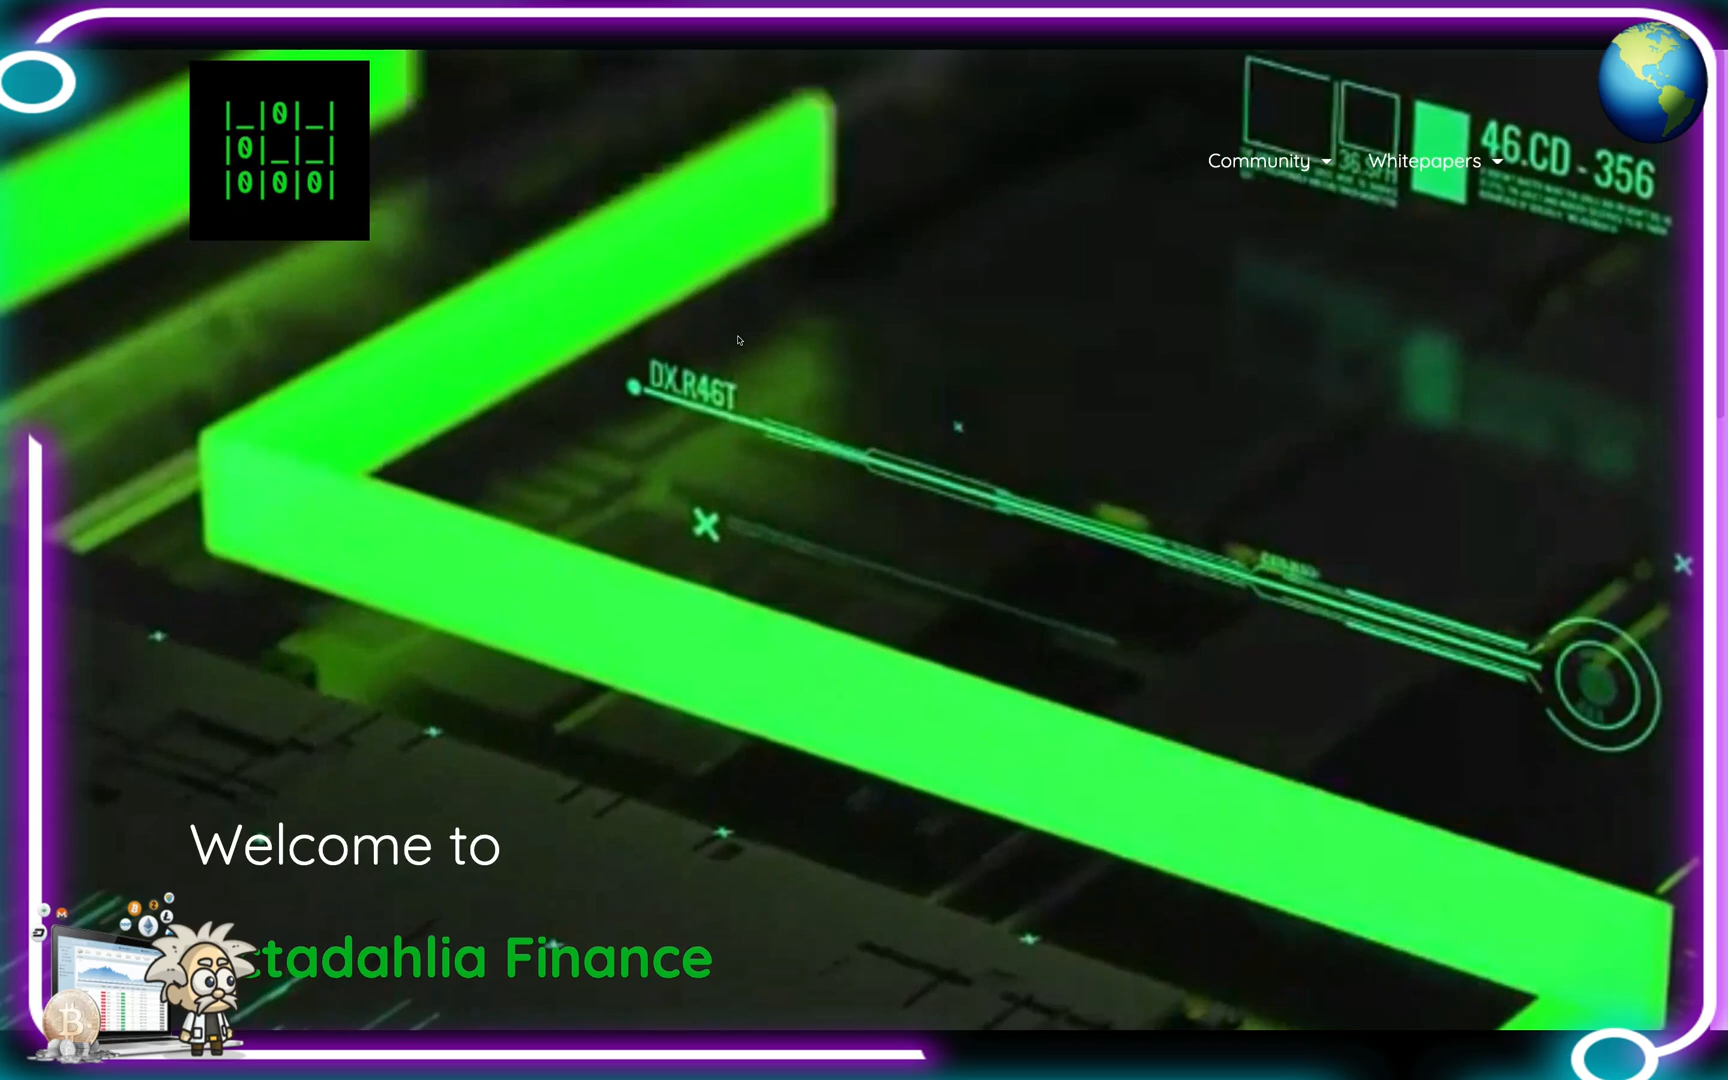 |_|0|_|
|0|_|_|
|0|0|0|
Community
Whitepapers
46.CD - 356
DX.R46T
Welcome to
tadahlia Finance